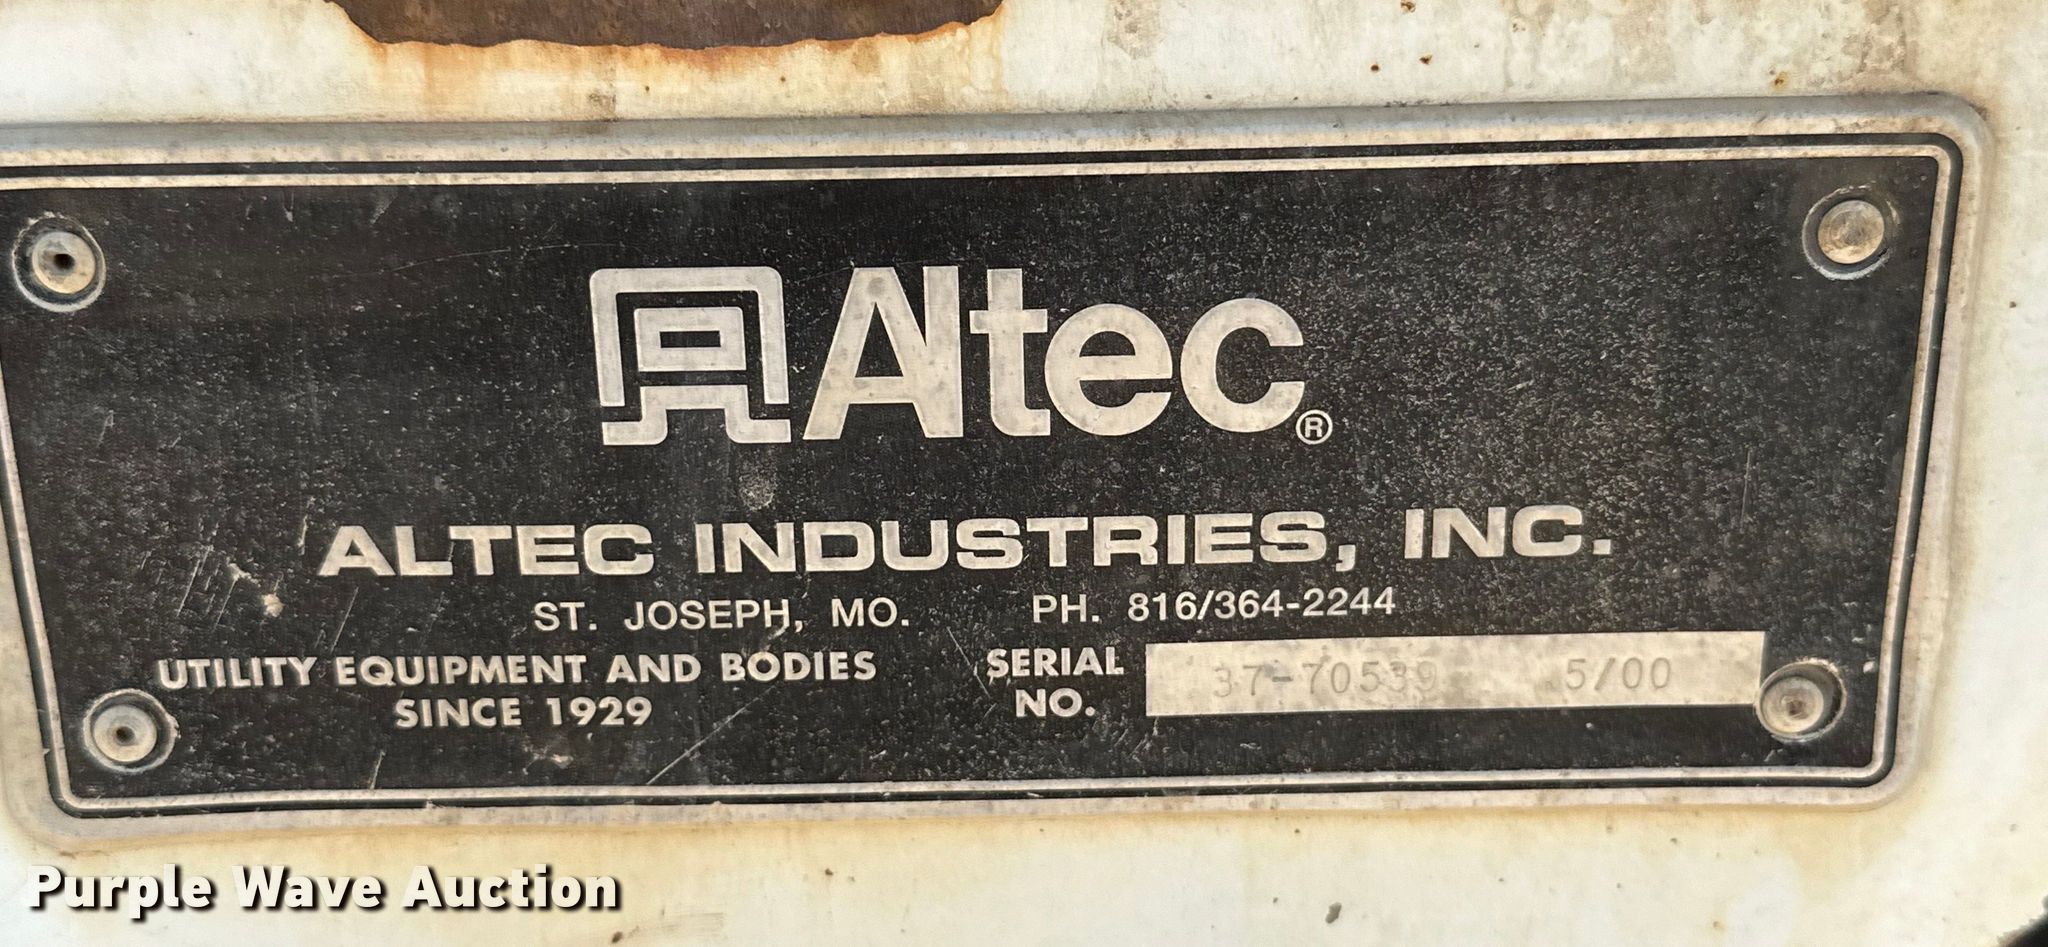 Altec®
ALTEC INDUSTRIES, INC.
ST. JOSEPH, MO. PH. 816/364-2244
UTILITY EQUIPMENT AND BODIES
SINCE 1929
SERIAL NO. 37-70539 5/00
Purple Wave Auction